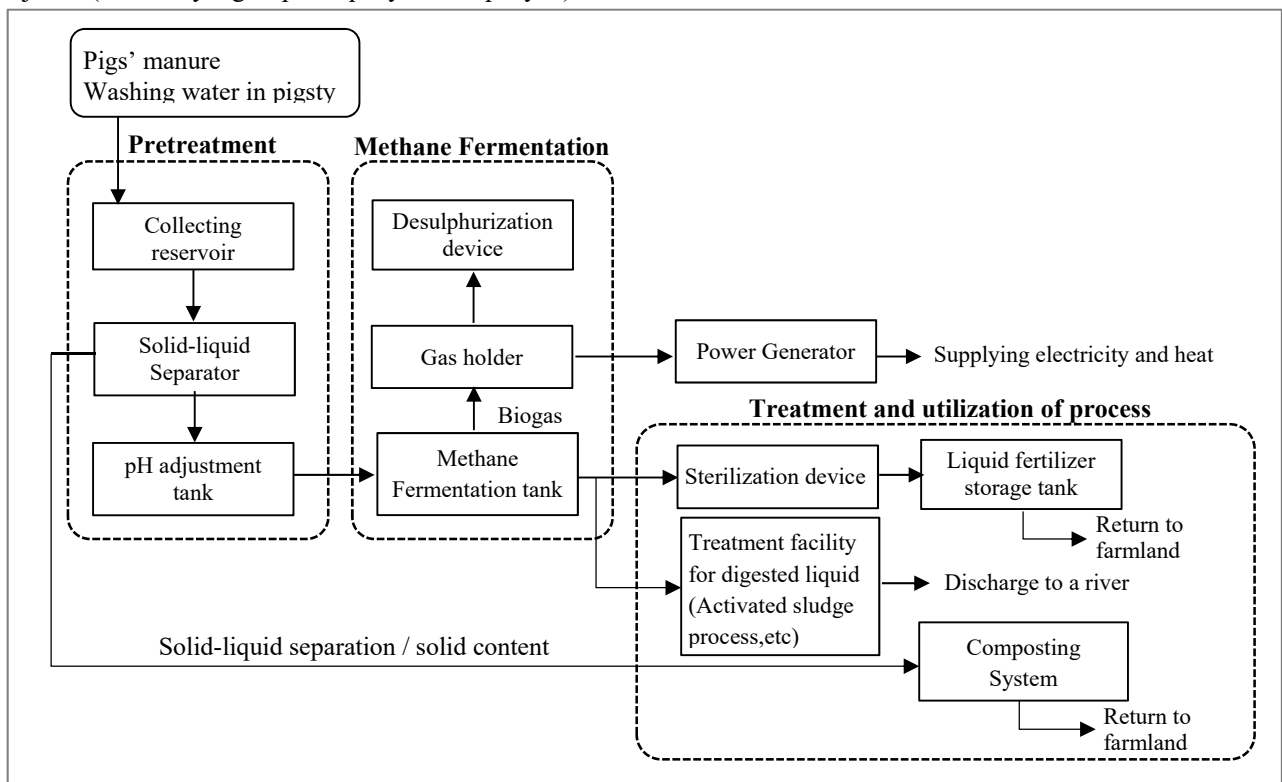 Pigs' manure
Washing water in pigsty
Pretreatment
Methane Fermentation
Collecting
reservoir
Desulphurization
device
Solid-liquid
Separator
Gas holder
Power Generator
Supplying electricity and heat
Biogas
Treatment and utilization of process
pH adjustment
tank
Methane
Fermentation tank
Sterilization device
Liquid fertilizer
storage tank
Return to
farmland
Treatment facility
for digested liquid
(Activated sludge
process,etc)
Discharge to a river
Solid-liquid separation / solid content
Composting
System
Return to
farmland